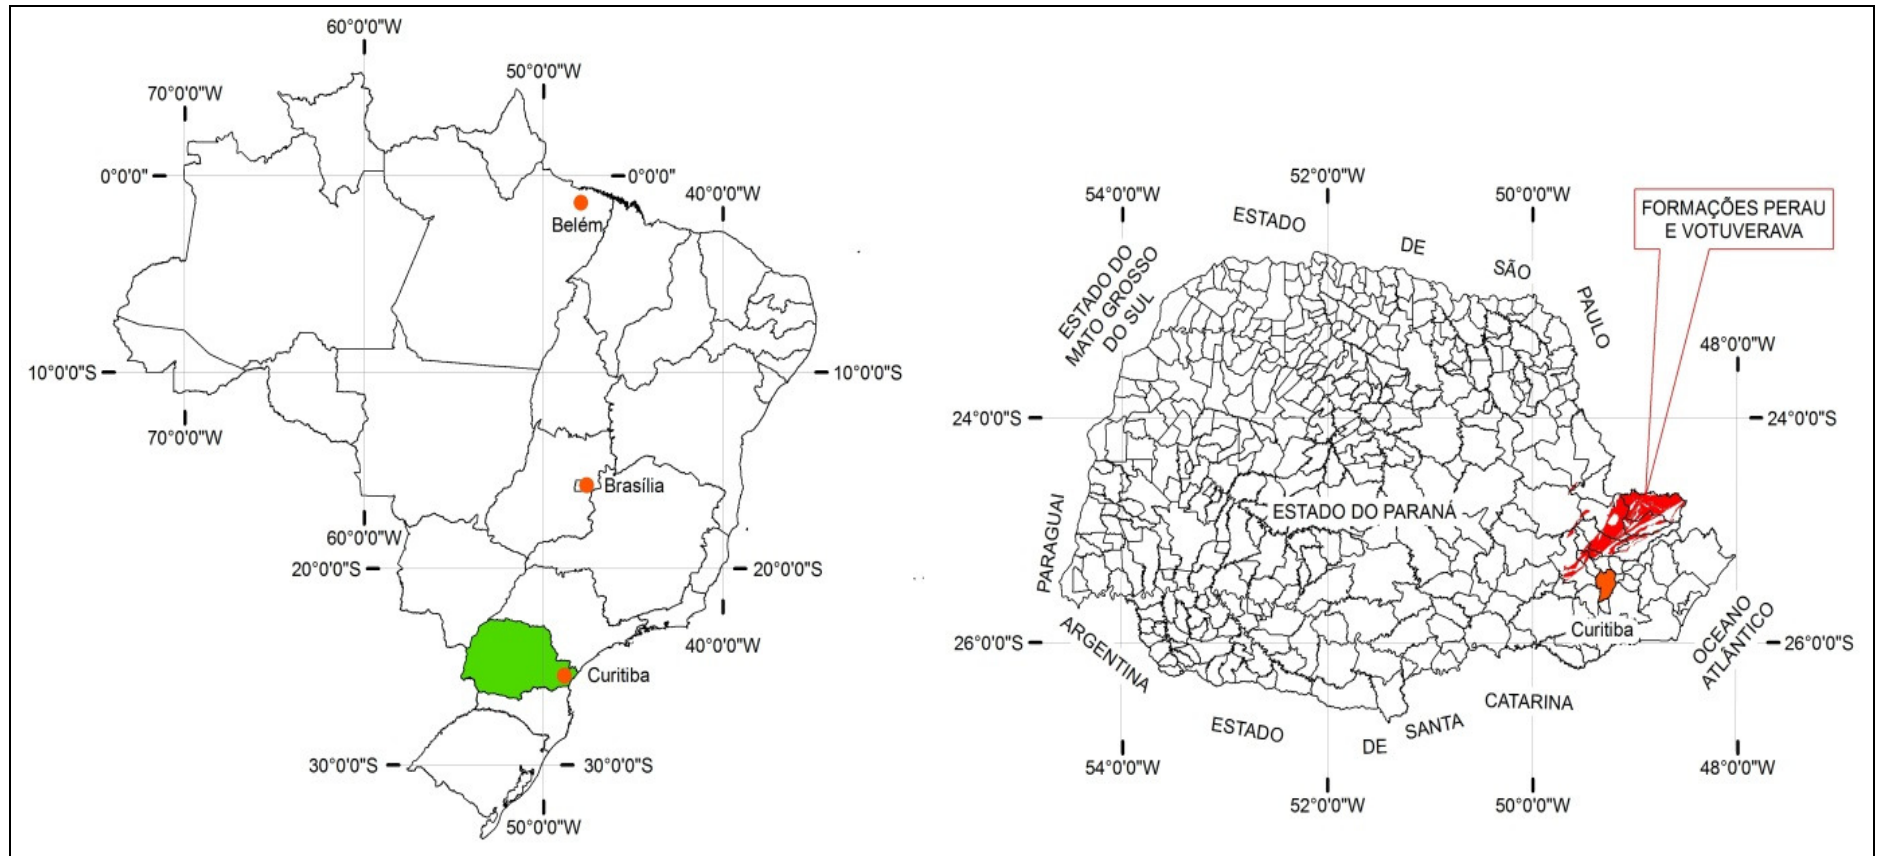 60°0'0"W
50°0'0"W
70°0'0"W
0°0'0"
0°0'0"
40°0'0"W
Belém
10°0'0"S
10°0'0"S
70°0'0"W
Brasília
60°0'0"W
20°0'0"S
20°0'0"S
40°0'0"W
Curitiba
30°0'0"S
30°0'0"S
50°0'0"W
52°0'0"W
54°0'0"W
50°0'0"W
FORMAÇÕES PERAU
E VOTUVERAVA
ESTADO DE SÃO PAULO
ESTADO DO
MATO GROSSO
DO SUL
48°0'0"W
24°0'0"S
24°0'0"S
ESTADO DO PARANÁ
PARAGUAI
Curitiba
26°0'0"S
26°0'0"S
OCEANO
ATLÂNTICO
ARGENTINA
ESTADO DE SANTA CATARINA
54°0'0"W
48°0'0"W
52°0'0"W
50°0'0"W